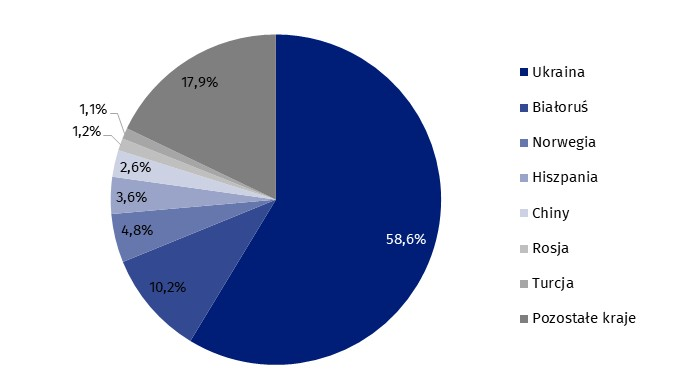 17,9%
1,1%
1,2%
2,6%
3,6%
4,8%
10,2%
58,6%
Ukraina
Białoruś
Norwegia
Hiszpania
Chiny
Rosja
Turcja
Pozostałe kraje